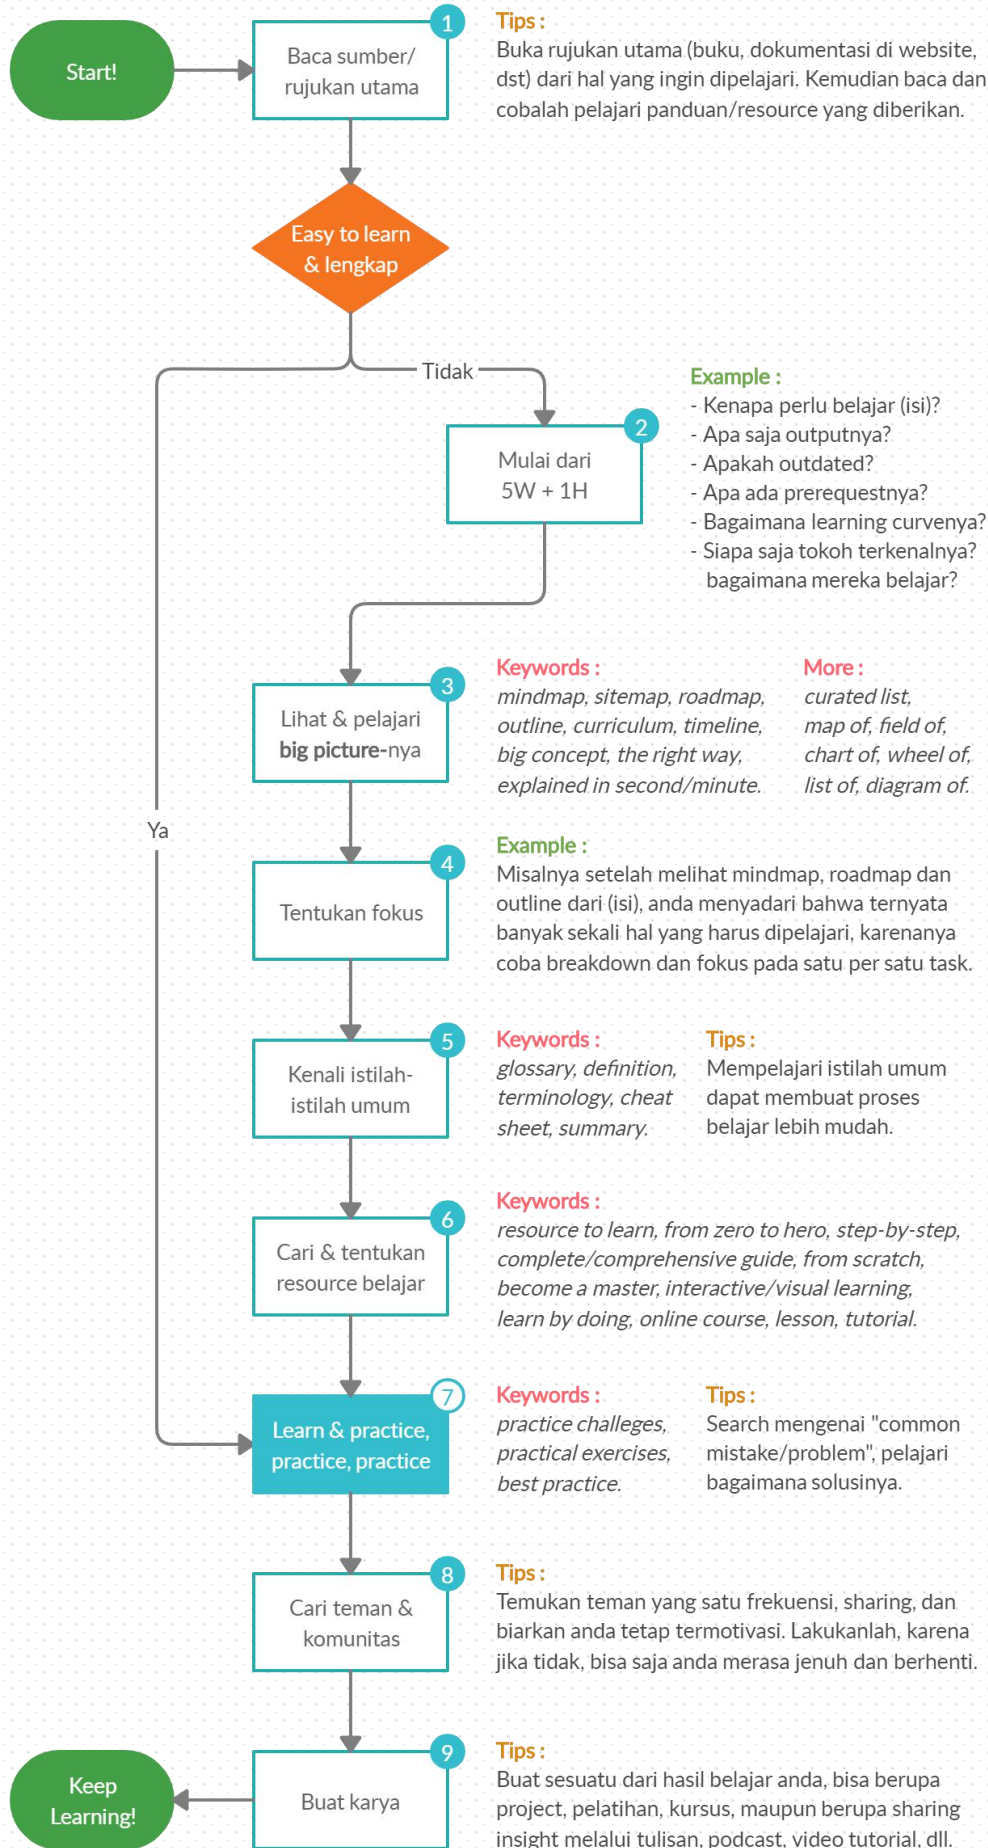 Start!
1
Baca sumber/
rujukan utama
Tips :
Buka rujukan utama (buku, dokumentasi di website,
dst) dari hal yang ingin dipelajari. Kemudian baca dan
cobalah pelajari panduan/resource yang diberikan.
Easy to learn
& lengkap
Tidak
2
Mulai dari
5W + 1H
Example :
- Kenapa perlu belajar (isi)?
- Apa saja outputnya?
- Apakah outdated?
- Apa ada prerequestnya?
- Bagaimana learning curvenya?
- Siapa saja tokoh terkenalnya?
bagaimana mereka belajar?
3
Lihat & pelajari
big picture-nya
Keywords :
mindmap, sitemap, roadmap,
outline, curriculum, timeline,
big concept, the right way,
explained in second/minute.
More :
curated list,
map of, field of,
chart of, wheel of,
list of, diagram of.
Ya
4
Tentukan fokus
Example :
Misalnya setelah melihat mindmap, roadmap dan
outline dari (isi), anda menyadari bahwa ternyata
banyak sekali hal yang harus dipelajari, karenanya
coba breakdown dan fokus pada satu per satu task.
5
Kenali istilah-
istilah umum
Keywords :
glossary, definition,
terminology, cheat
sheet, summary.
Tips :
Mempelajari istilah umum
dapat membuat proses
belajar lebih mudah.
6
Cari & tentukan
resource belajar
Keywords :
resource to learn, from zero to hero, step-by-step,
complete/comprehensive guide, from scratch,
become a master, interactive/visual learning,
learn by doing, online course, lesson, tutorial.
7
Learn & practice,
practice, practice
Keywords :
practice challeges,
practical exercises,
best practice.
Tips :
Search mengenai "common
mistake/problem", pelajari
bagaimana solusinya.
8
Cari teman &
komunitas
Tips :
Temukan teman yang satu frekuensi, sharing, dan
biarkan anda tetap termotivasi. Lakukanlah, karena
jika tidak, bisa saja anda merasa jenuh dan berhenti.
9
Buat karya
Keep
Learning!
Tips :
Buat sesuatu dari hasil belajar anda, bisa berupa
project, pelatihan, kursus, maupun berupa sharing
insight melalui tulisan, podcast, video tutorial, dll.